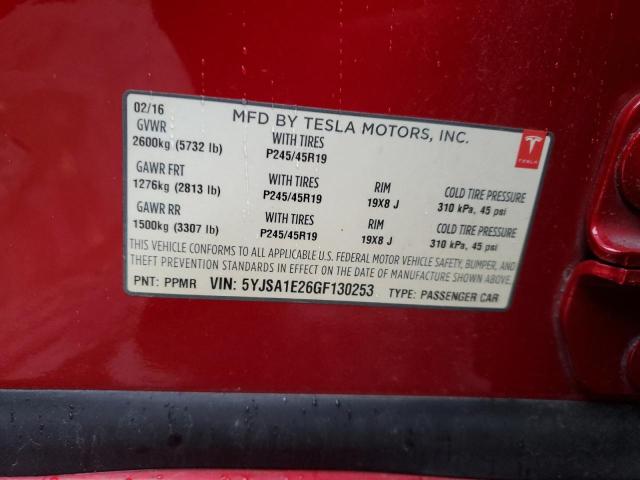 02/16
MFD BY TESLA MOTORS, INC.
GVWR
2600kg (5732 lb)
WITH TIRES
P245/45R19
TESLA
GAWR FRT
1276kg (2813 lb)
WITH TIRES
P245/45R19
RIM
19X8 J
COLD TIRE PRESSURE
310 kPa, 45 psi
GAWR RR
1500kg (3307 lb)
WITH TIRES
P245/45R19
RIM
19X8 J
COLD TIRE PRESSURE
310 kPa, 45 psi
THIS VEHICLE CONFORMS TO ALL APPLICABLE U.S. FEDERAL MOTOR VEHICLE SAFETY, BUMPER, AND
THEFT PREVENTION STANDARDS IN EFFECT ON THE DATE OF MANUFACTURE SHOWN ABOVE.
PNT: PPMR VIN: 5YJSA1E26GF130253 TYPE: PASSENGER CAR